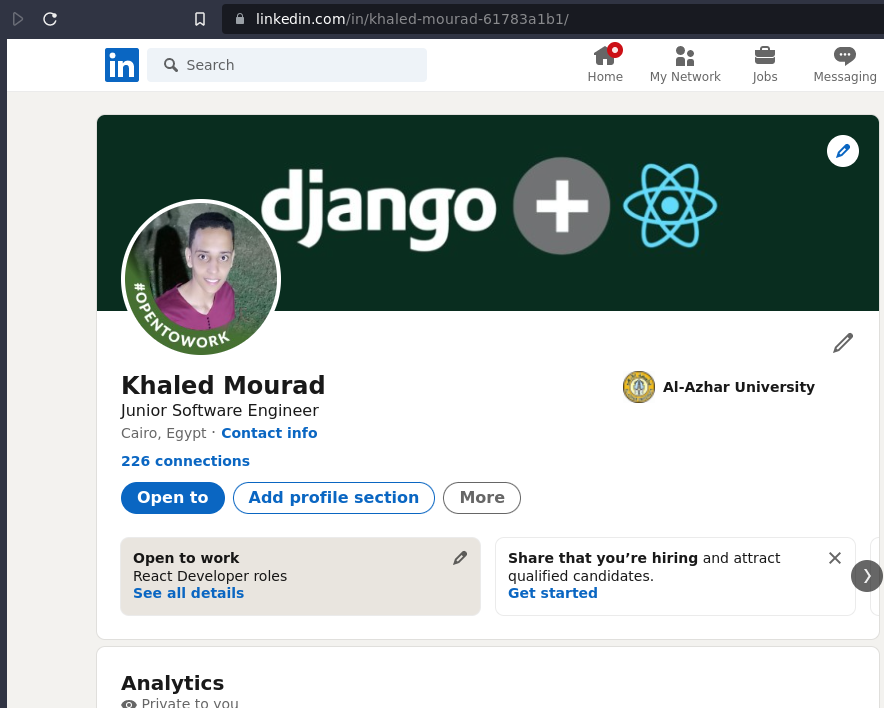 linkedin.com/in/khaled-mourad-61783a1b1/
in
Search
Home
My Network
Jobs
Messaging
django
#OPENTOWORK
Khaled Mourad
Al-Azhar University
Junior Software Engineer
Cairo, Egypt · Contact info
226 connections
Open to
Add profile section
More
Open to work
React Developer roles
See all details
Share that you’re hiring and attract
qualified candidates.
Get started
Analytics
Private to you